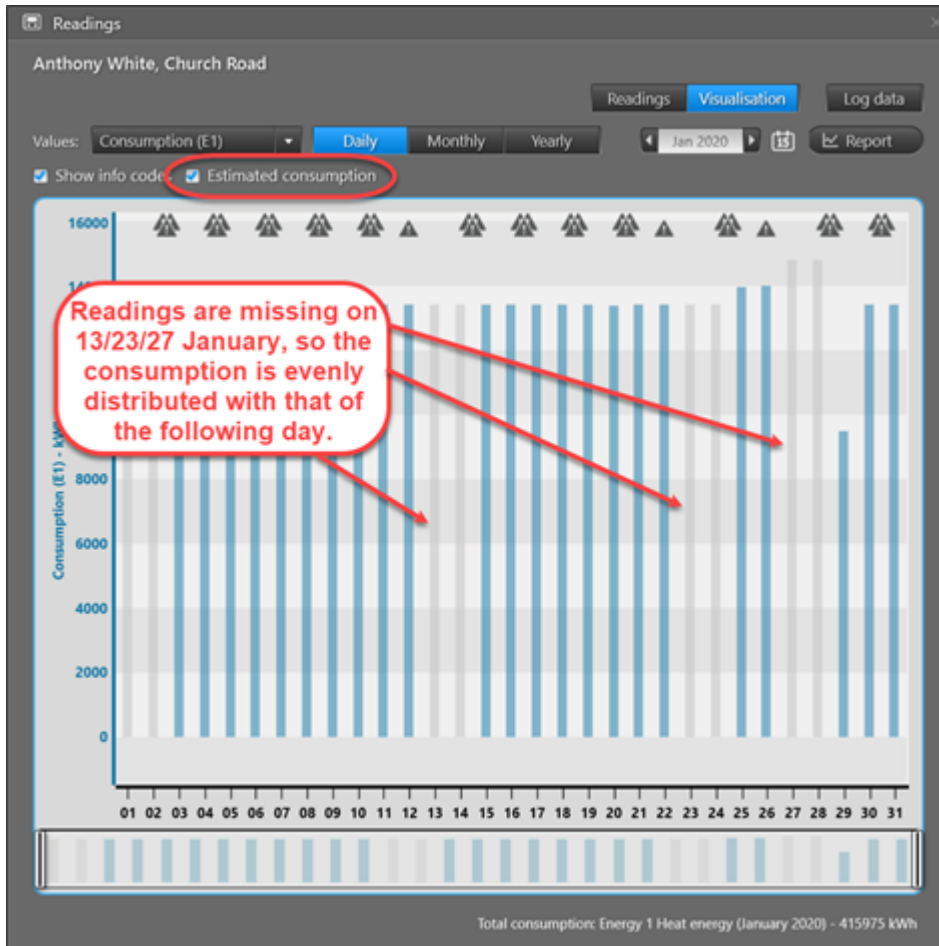 Readings
Anthony White, Church Road
Readings Visualisation Log data
Values: Consumption (E1) Daily Monthly Yearly Jan 2020 15 Report
Show info code Estimated consumption
16000
Readings are missing on
13/23/27 January, so the
consumption is evenly
distributed with that of
the following day.
8000
6000
4000
2000
0
Consumption (E1) -
01 02 03 04 05 06 07 08 09 10 11 12 13 14 15 16 17 18 19 20 21 22 23 24 25 26 27 28 29 30 31
Total consumption: Energy 1 Heat energy (January 2020) - 415975 kWh